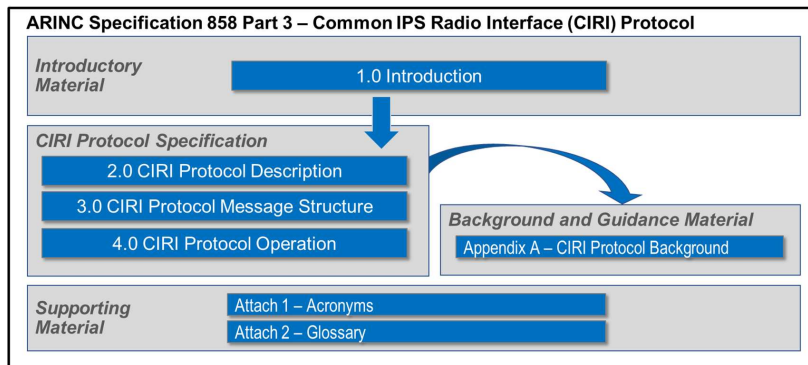 ARINC Specification 858 Part 3 – Common IPS Radio Interface (CIRI) Protocol
Introductory
Material
1.0 Introduction
CIRI Protocol Specification
2.0 CIRI Protocol Description
3.0 CIRI Protocol Message Structure
4.0 CIRI Protocol Operation
Background and Guidance Material
Appendix A – CIRI Protocol Background
Supporting
Material
Attach 1 – Acronyms
Attach 2 – Glossary